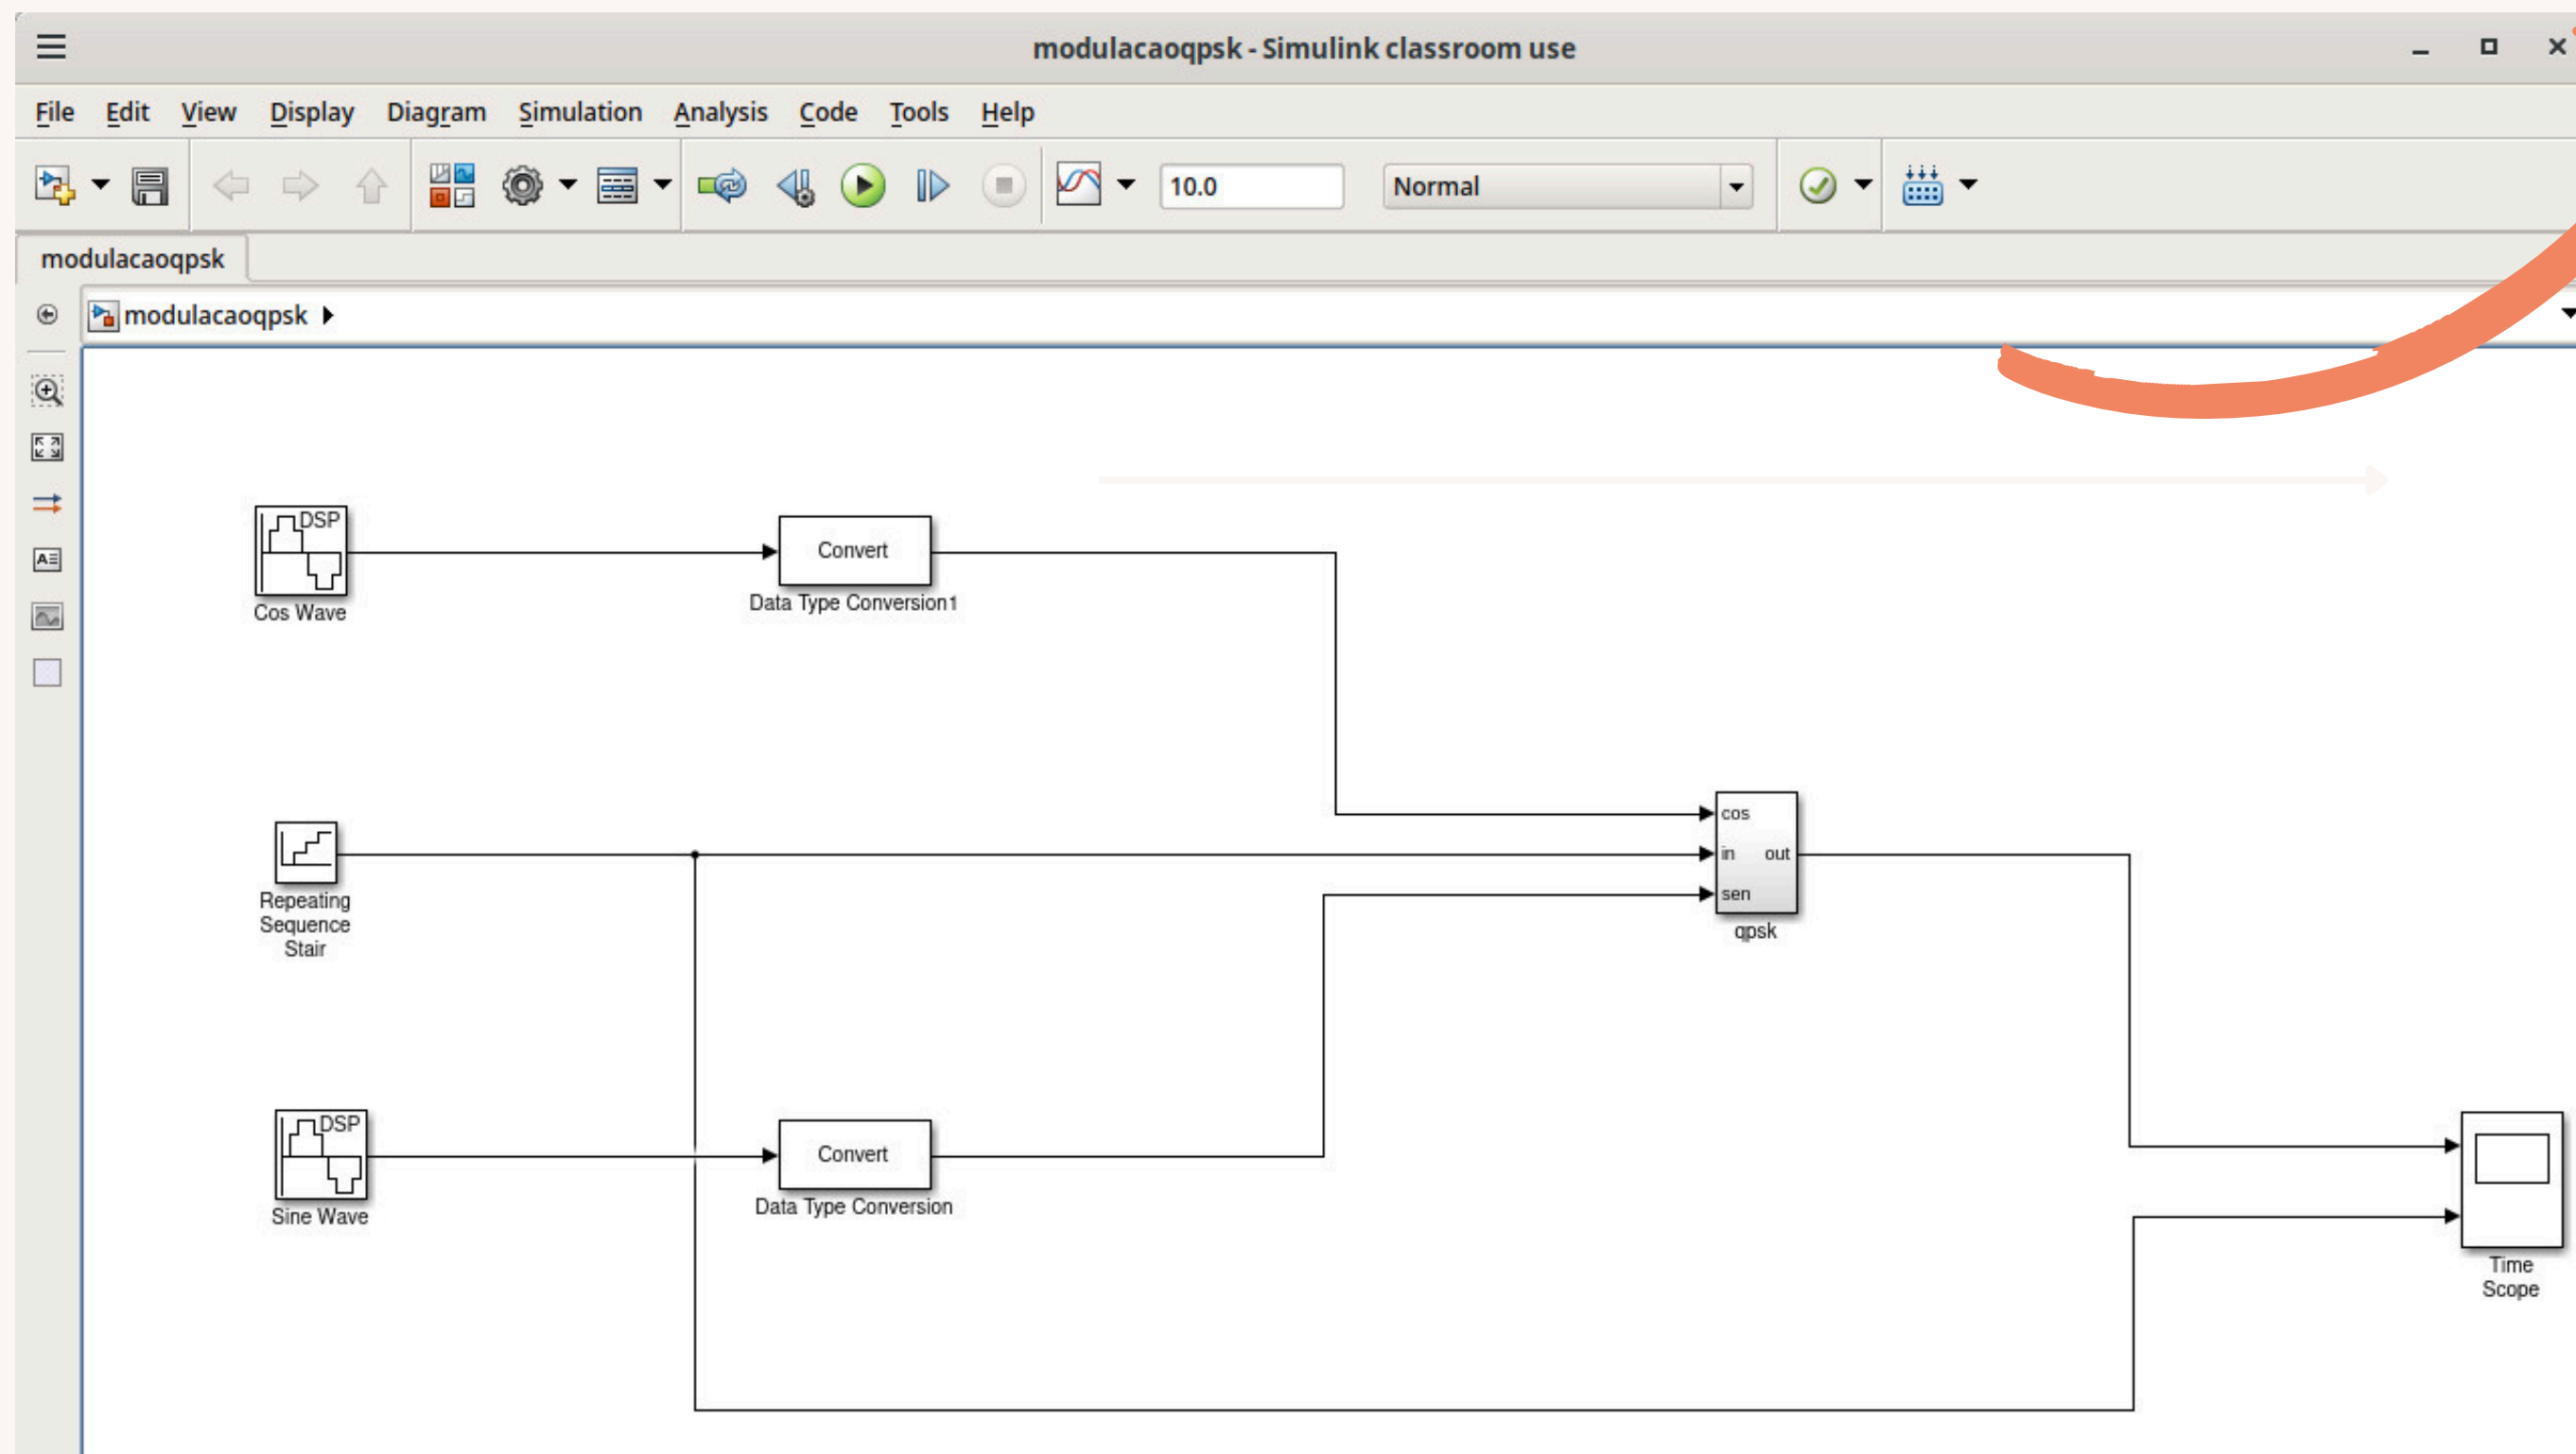 modulacaoqpsk - Simulink classroom use
File Edit View Display Diagram Simulation Analysis Code Tools Help
10.0 Normal
modulacaoqpsk
modulacaoqpsk
DSP
Cos Wave
Convert
Data Type Conversion1
cos
in out
sen
qpsk
Repeating
Sequence
Stair
DSP
Sine Wave
Convert
Data Type Conversion
Time
Scope